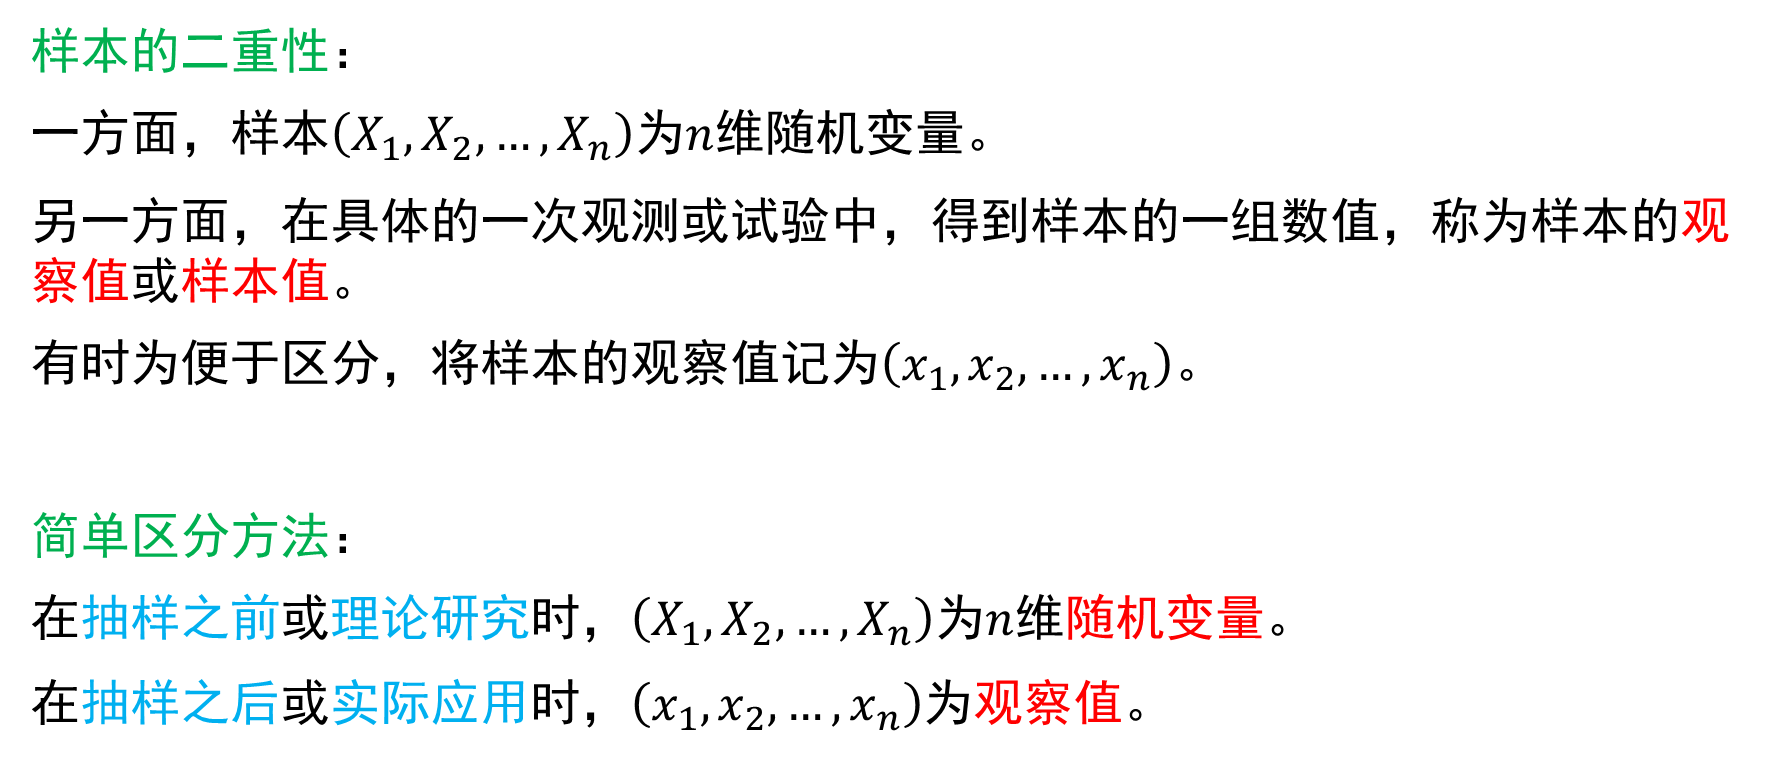 样本的二重性：
一方面，样本(X₁, X₂, …, Xₙ)为n维随机变量。
另一方面，在具体的一次观测或试验中，得到样本的一组数值，称为样本的观
察值或样本值。
有时为便于区分，将样本的观察值记为(x₁, x₂, …, xₙ)。
简单区分方法：
在抽样之前或理论研究时，(X₁, X₂, …, Xₙ)为n维随机变量。
在抽样之后或实际应用时，(x₁, x₂, …, xₙ)为观察值。